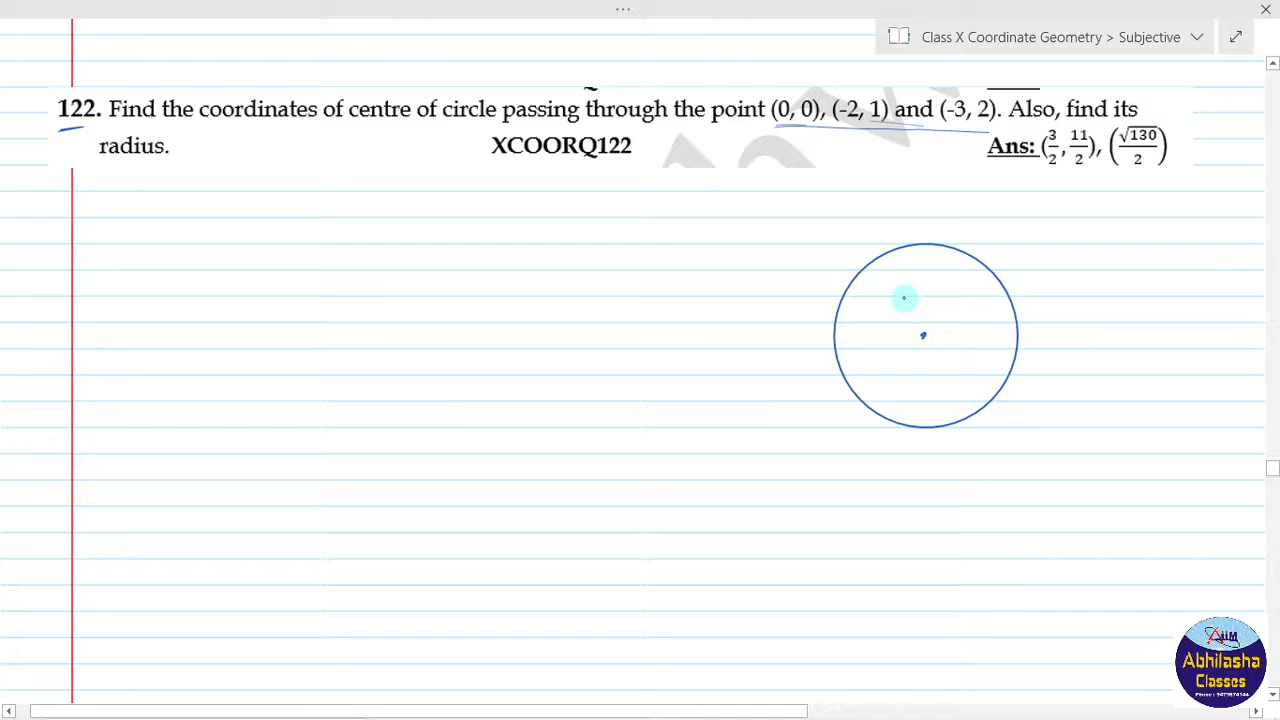 Class X Coordinate Geometry > Subjective
122. Find the coordinates of centre of circle passing through the point (0, 0), (-2, 1) and (-3, 2). Also, find its
radius. XCOORQ122 Ans: (3/2, 11/2), (√130/2)
AIIM
Abhilasha
Classes